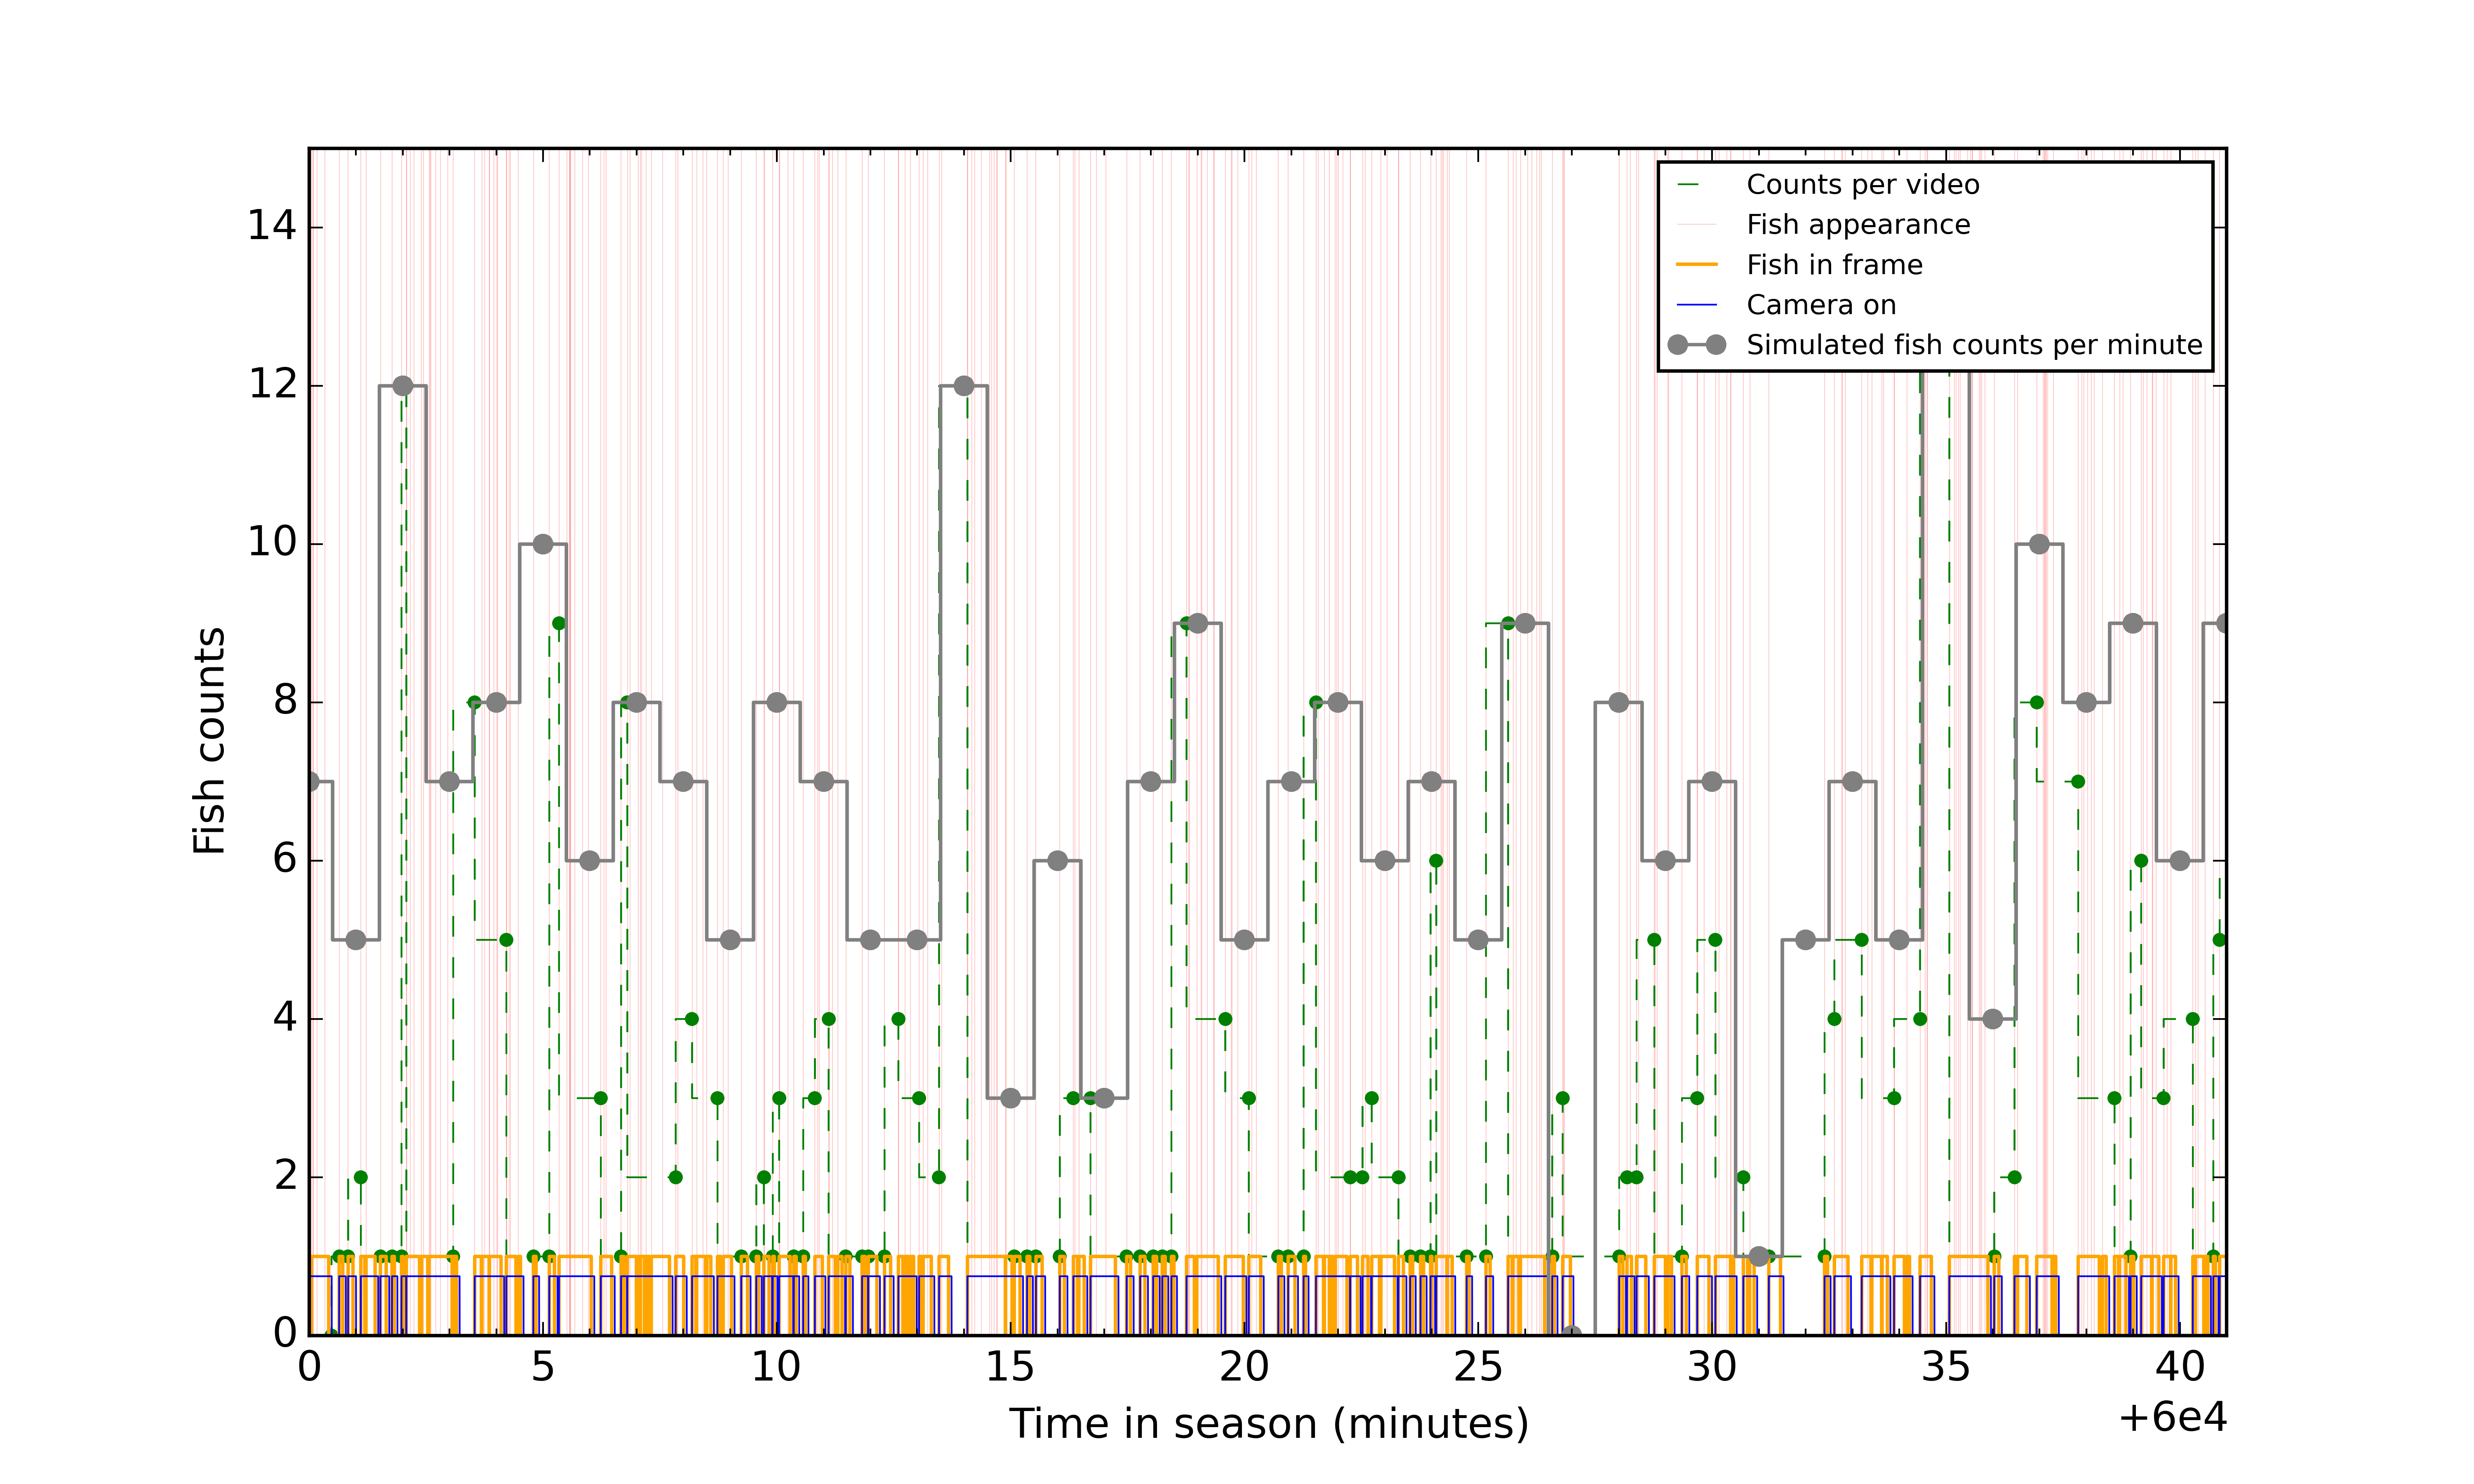 Counts per video
Fish appearance
Fish in frame
Camera on
Simulated fish counts per minute
Fish counts
14
12
10
8
6
4
2
0
0 5 10 15 20 25 30 35 40
+6e4
Time in season (minutes)